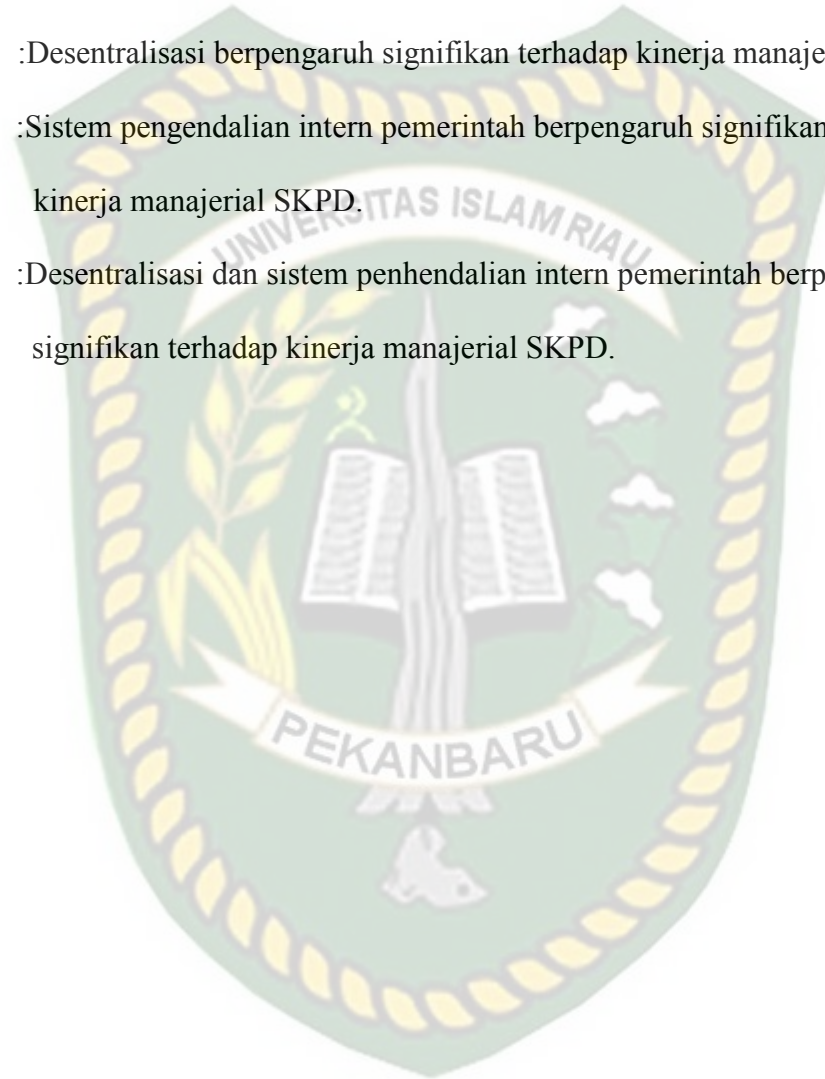 :Desentralisasi berpengaruh signifikan terhadap kinerja manaje
:Sistem pengendalian intern pemerintah berpengaruh signifikan
kinerja manajerial SKPD.
UNIVERSITAS ISLAM RIAU
:Desentralisasi dan sistem penhendalian intern pemerintah berp
signifikan terhadap kinerja manajerial SKPD.
PEKANBARU